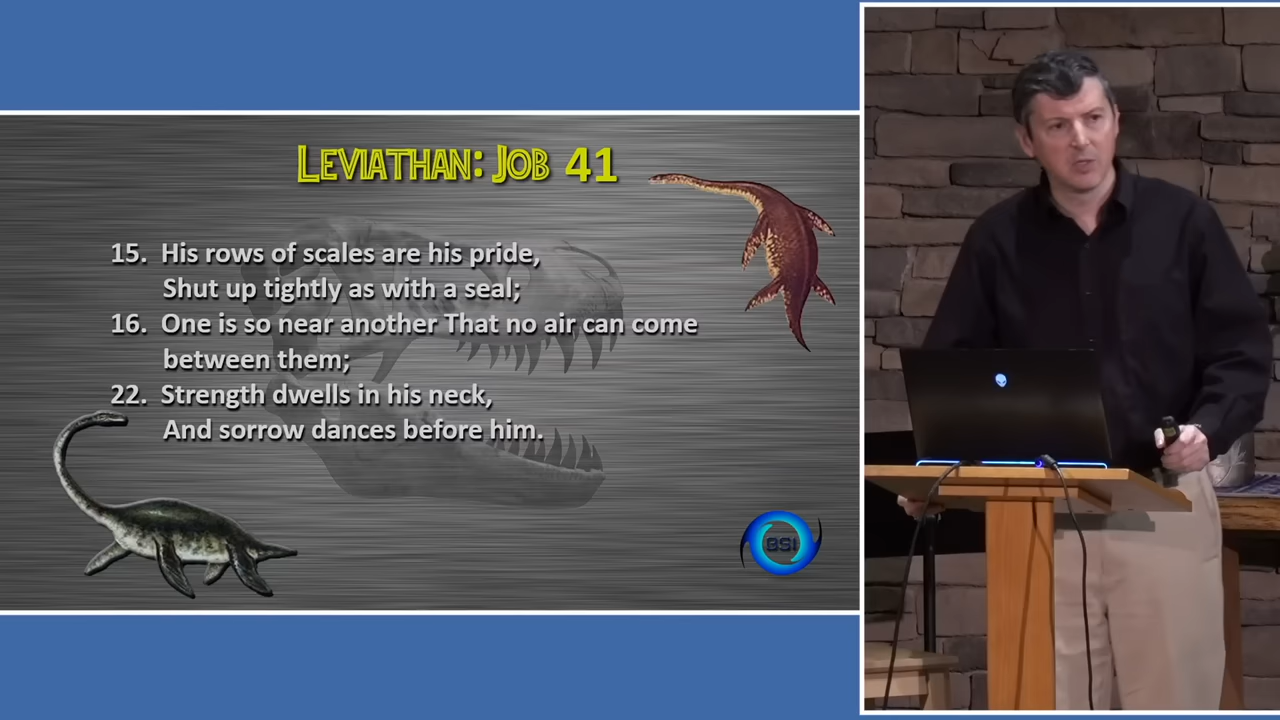 LEVIATHAN: JOB 41
15. His rows of scales are his pride,
Shut up tightly as with a seal;
16. One is so near another That no air can come
between them;
22. Strength dwells in his neck,
And sorrow dances before him.
BSI